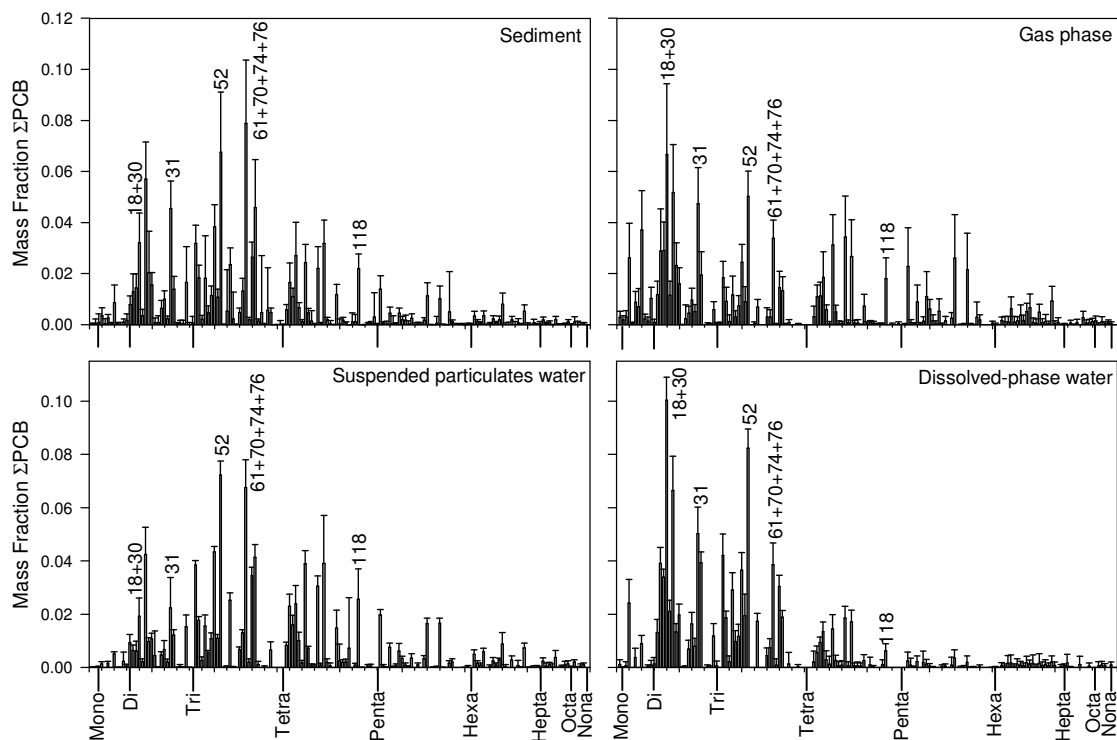 Mass Fraction ΣPCB
0.12
0.10
0.08
0.06
0.04
0.02
0.00
Sediment
18+30
31
52
61+70+74+76
118
Gas phase
18+30
31
52
61+70+74+76
118
Mass Fraction ΣPCB
0.10
0.08
0.06
0.04
0.02
0.00
Suspended particulates water
18+30
31
52
61+70+74+76
118
Dissolved-phase water
18+30
31
52
61+70+74+76
118
Mono
Di
Tri
Tetra
Penta
Hexa
Hepta
Octa
Nona
Mono
Di
Tri
Tetra
Penta
Hexa
Hepta
Octa
Nona